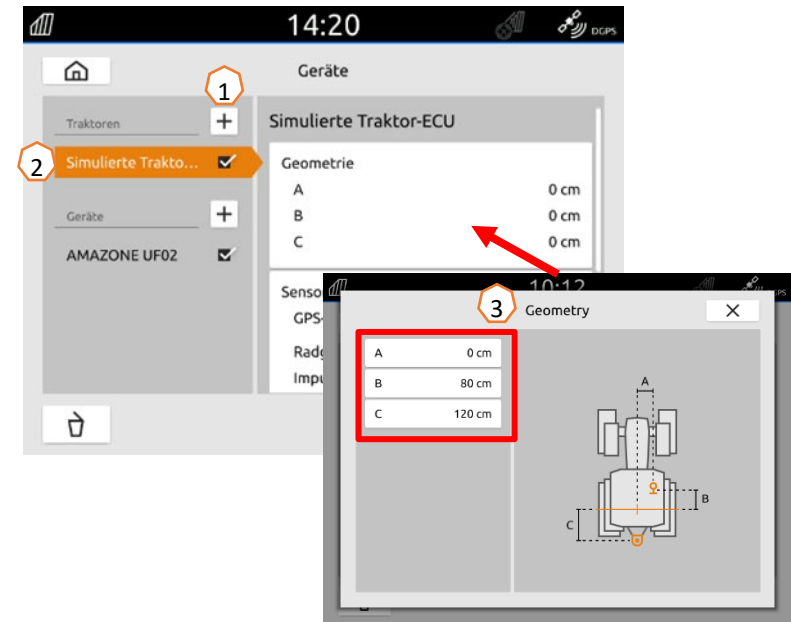 14:20
DGPS
Geräte
1
Traktoren
+
Simulierte Traktor-ECU
2
Simulierte Trakto...
Geometrie
A 0 cm
B 0 cm
C 0 cm
Geräte
+
AMAZONE UF02
Senso
GPS-
Radg
Impu
10:12
3
Geometry
A 0 cm
B 80 cm
C 120 cm
A
B
C